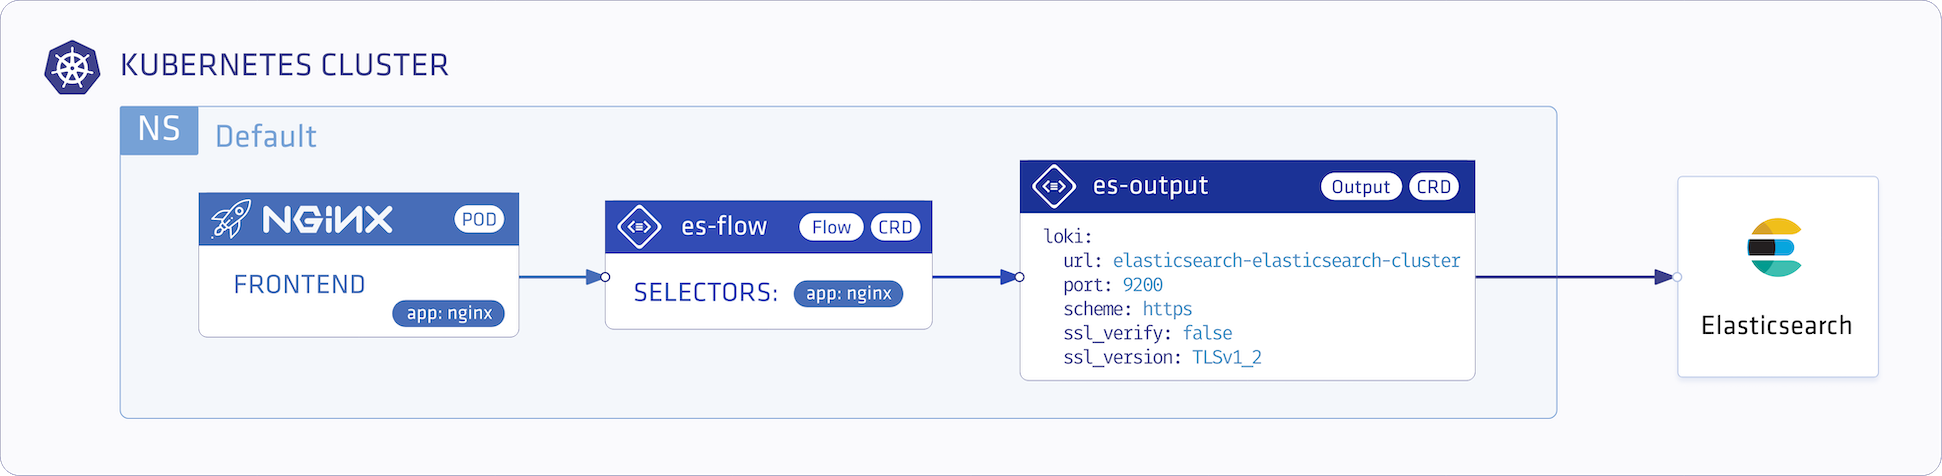 KUBERNETES CLUSTER
NS
Default
NGINX
POD
FRONTEND
app: nginx
es-flow
Flow
CRD
SELECTORS:
app: nginx
es-output
Output
CRD
loki:
url: elasticsearch-elasticsearch-cluster
port: 9200
scheme: https
ssl_verify: false
ssl_version: TLSv1_2
Elasticsearch